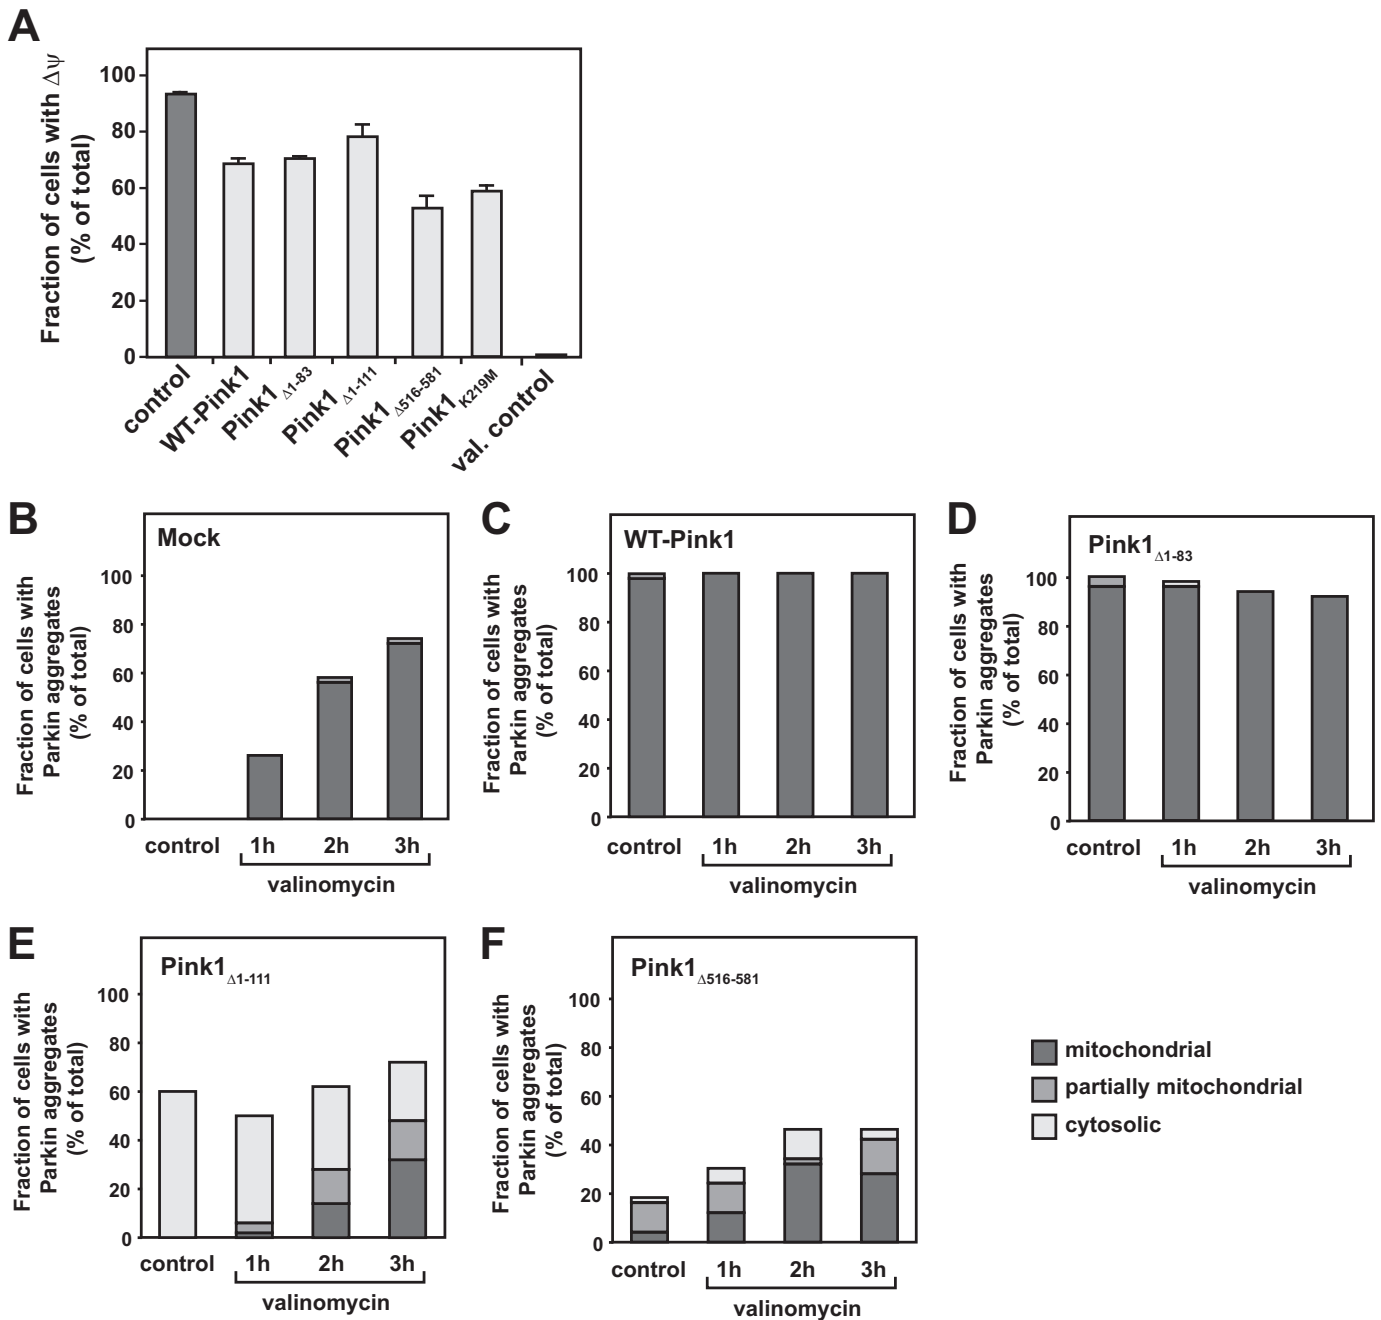 A
Fraction of cells with Δψ
(% of total)
100
80
60
40
20
0
control
WT-Pink1
Pink1 Δ1-83
Pink1 Δ1-111
Pink1 Δ516-581
Pink1 K219M
val. control
B
Mock
Fraction of cells with
Parkin aggregates
(% of total)
100
80
60
40
20
0
control 1h 2h 3h
valinomycin
C
WT-Pink1
Fraction of cells with
Parkin aggregates
(% of total)
100
80
60
40
20
0
control 1h 2h 3h
valinomycin
D
Pink1Δ1-83
Fraction of cells with
Parkin aggregates
(% of total)
100
80
60
40
20
0
control 1h 2h 3h
valinomycin
E
Pink1Δ1-111
Fraction of cells with
Parkin aggregates
(% of total)
100
80
60
40
20
0
control 1h 2h 3h
valinomycin
F
Pink1Δ516-581
Fraction of cells with
Parkin aggregates
(% of total)
100
80
60
40
20
0
control 1h 2h 3h
valinomycin
mitochondrial
partially mitochondrial
cytosolic